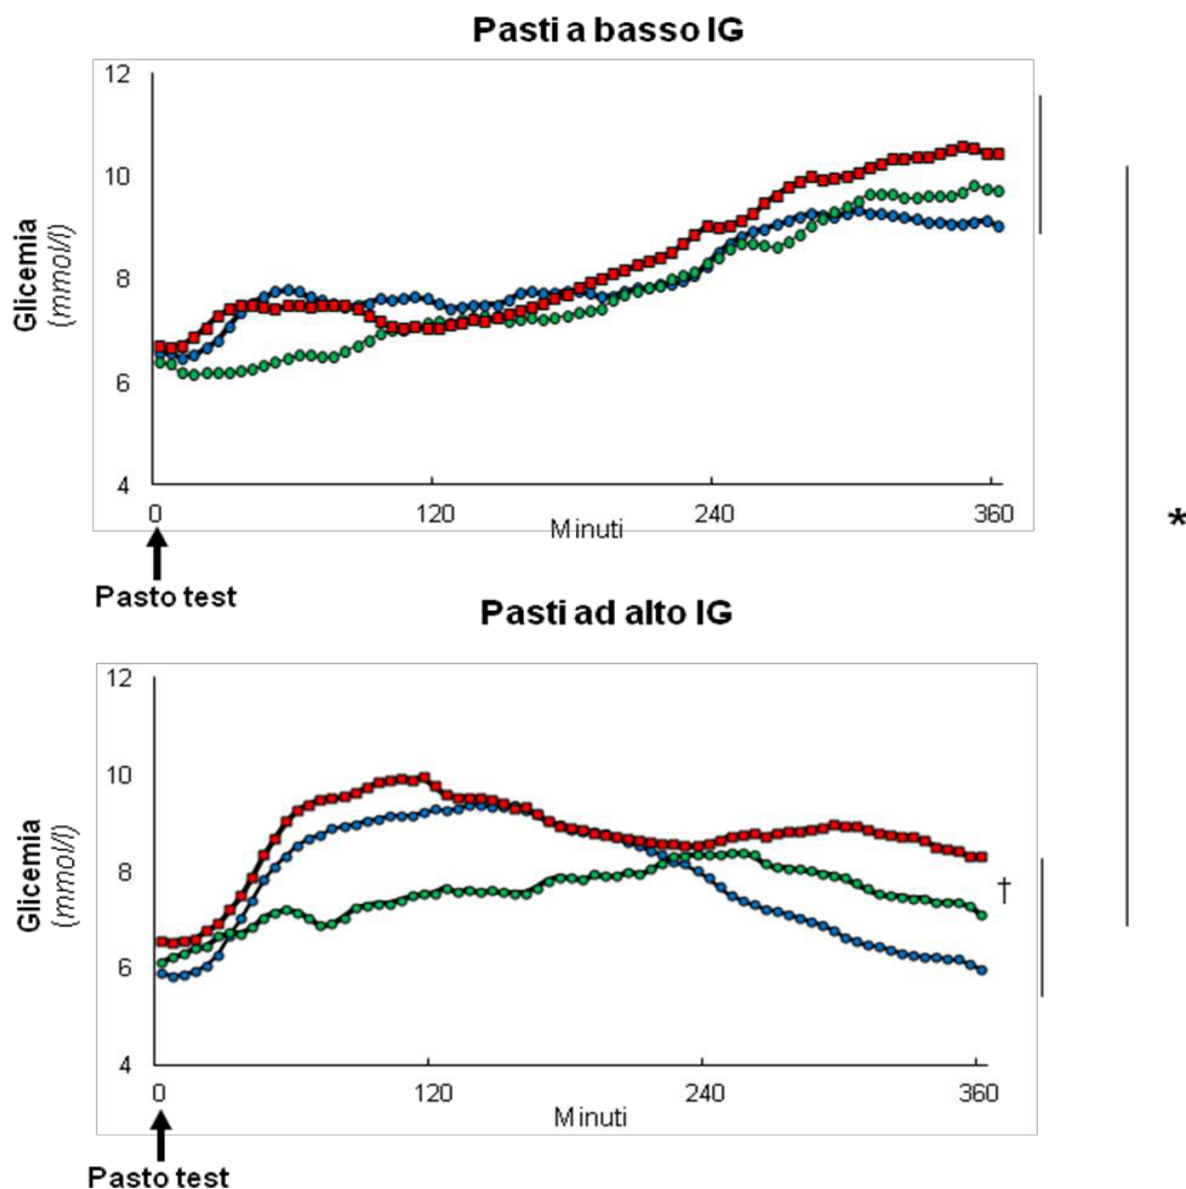 Pasti a basso IG
12
10
8
6
4
Glicemia
(mmol/l)
0 120 240 360
Minuti
Pasto test
*
Pasti ad alto IG
12
10
8
6
4
Glicemia
(mmol/l)
†
0 120 240 360
Minuti
Pasto test